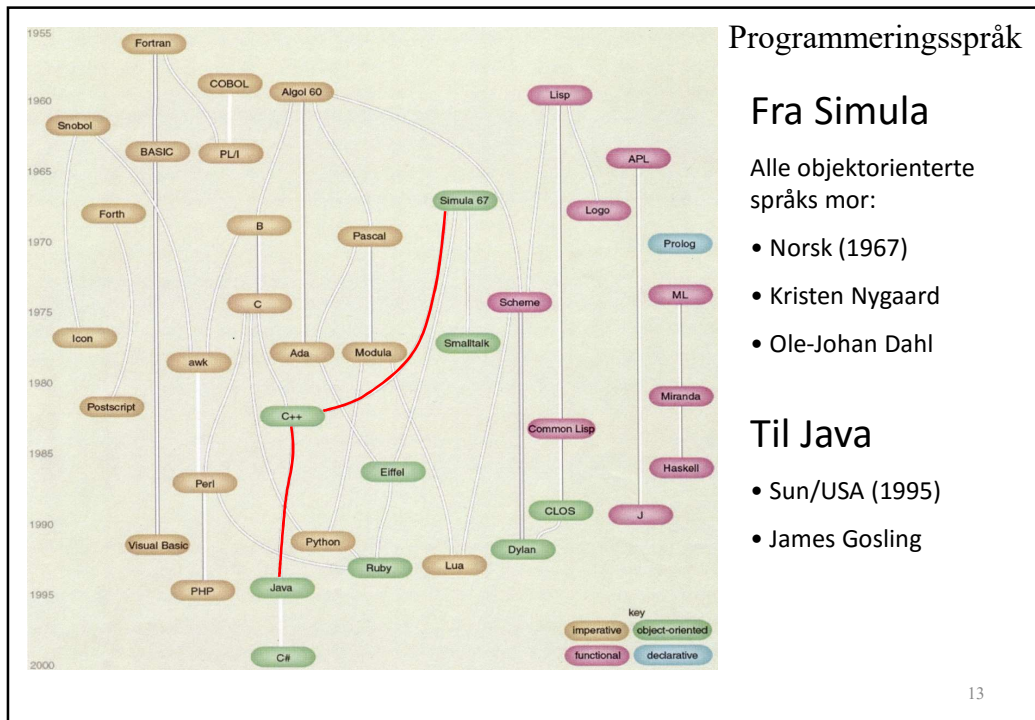 Programmeringsspråk
1955
Fortran
COBOL
Algol 60
Lisp
1960
Snobol
BASIC
PL/I
APL
1965
Simula 67
Logo
Forth
B
Pascal
Prolog
1970
C
Scheme
ML
1975
Icon
awk
Ada
Modula
Smalltalk
1980
Postscript
C++
Common Lisp
Miranda
1985
Perl
Eiffel
Haskell
CLOS
J
1990
Visual Basic
Python
Dylan
Ruby
Lua
PHP
Java
1995
key
imperative
object-oriented
functional
declarative
C#
2000
Fra Simula
Alle objektorienterte
språks mor:
• Norsk (1967)
• Kristen Nygaard
• Ole-Johan Dahl
Til Java
• Sun/USA (1995)
• James Gosling
13